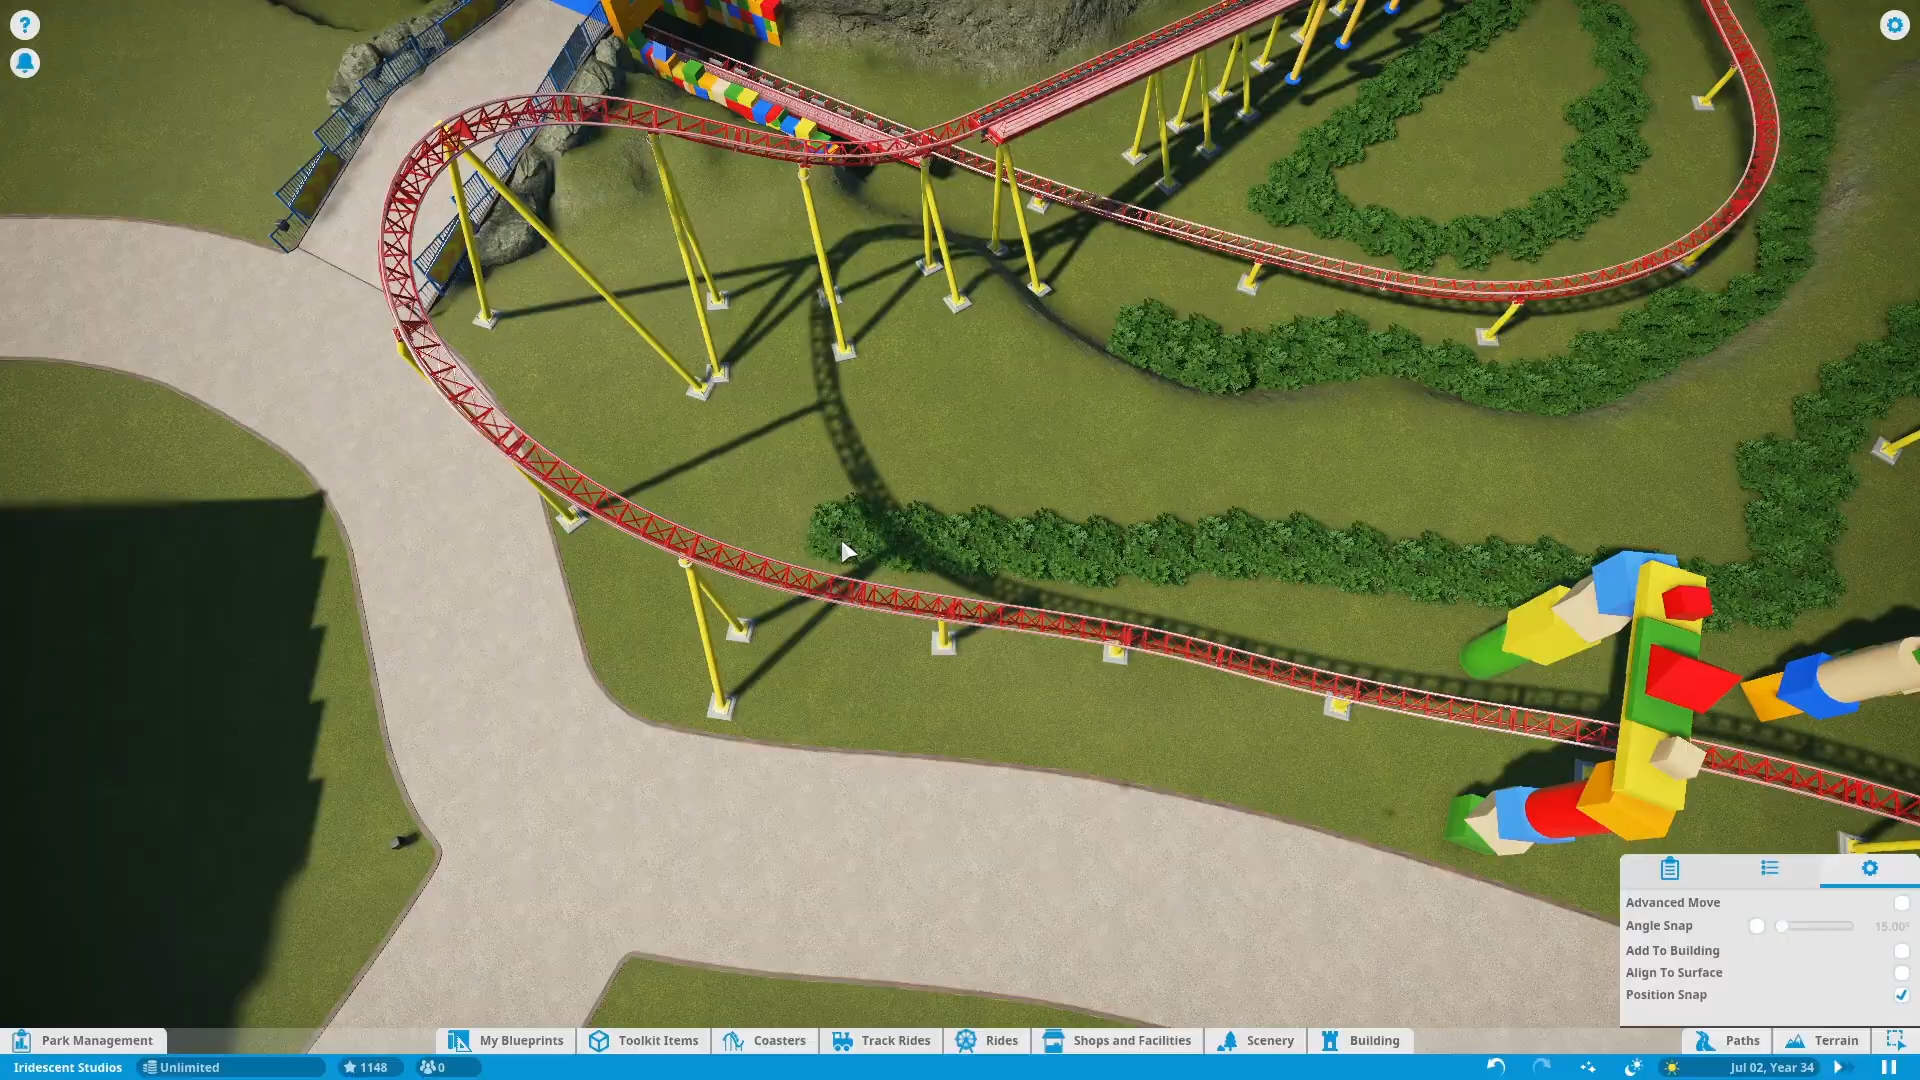 ?
Advanced Move
Angle Snap 15.00°
Add To Building
Align To Surface
Position Snap
Park Management My Blueprints Toolkit Items Coasters Track Rides Rides Shops and Facilities Scenery Building Paths Terrain
Iridescent Studios Unlimited 1148 0 Jul 02, Year 34